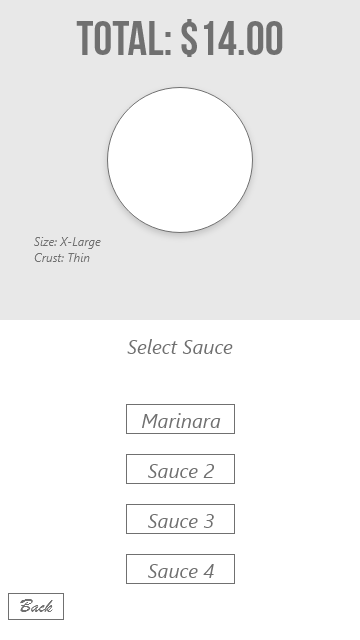 TOTAL: $14.00
Size: X-Large
Crust: Thin
Select Sauce
Marinara
Sauce 2
Sauce 3
Sauce 4
Back